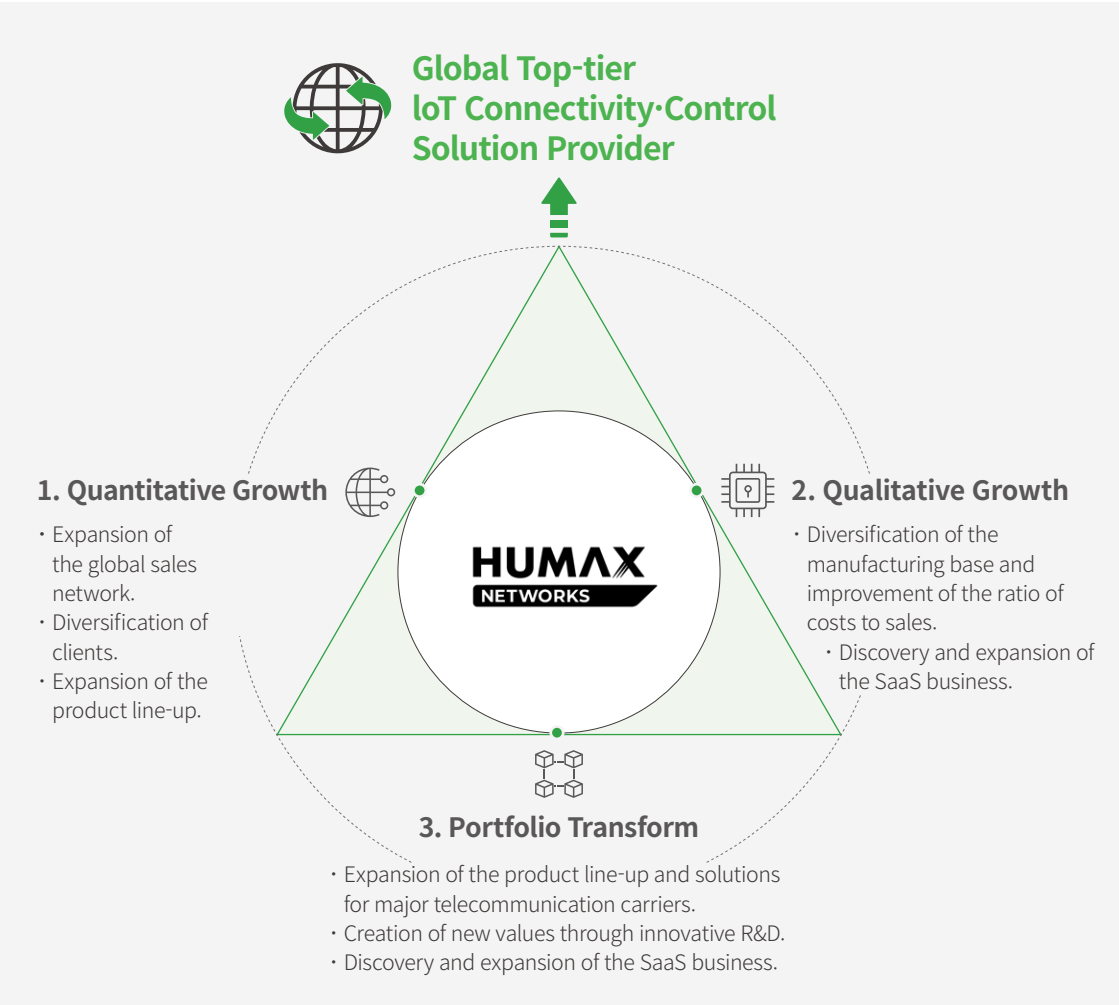 Global Top-tier
IoT Connectivity·Control
Solution Provider
1. Quantitative Growth
・Expansion of
the global sales
network.
・Diversification of
clients.
・Expansion of the
product line-up.
HUMAX
NETWORKS
2. Qualitative Growth
・Diversification of the
manufacturing base and
improvement of the ratio of
costs to sales.
・Discovery and expansion of
the SaaS business.
3. Portfolio Transform
・Expansion of the product line-up and solutions
for major telecommunication carriers.
・Creation of new values through innovative R&D.
・Discovery and expansion of the SaaS business.